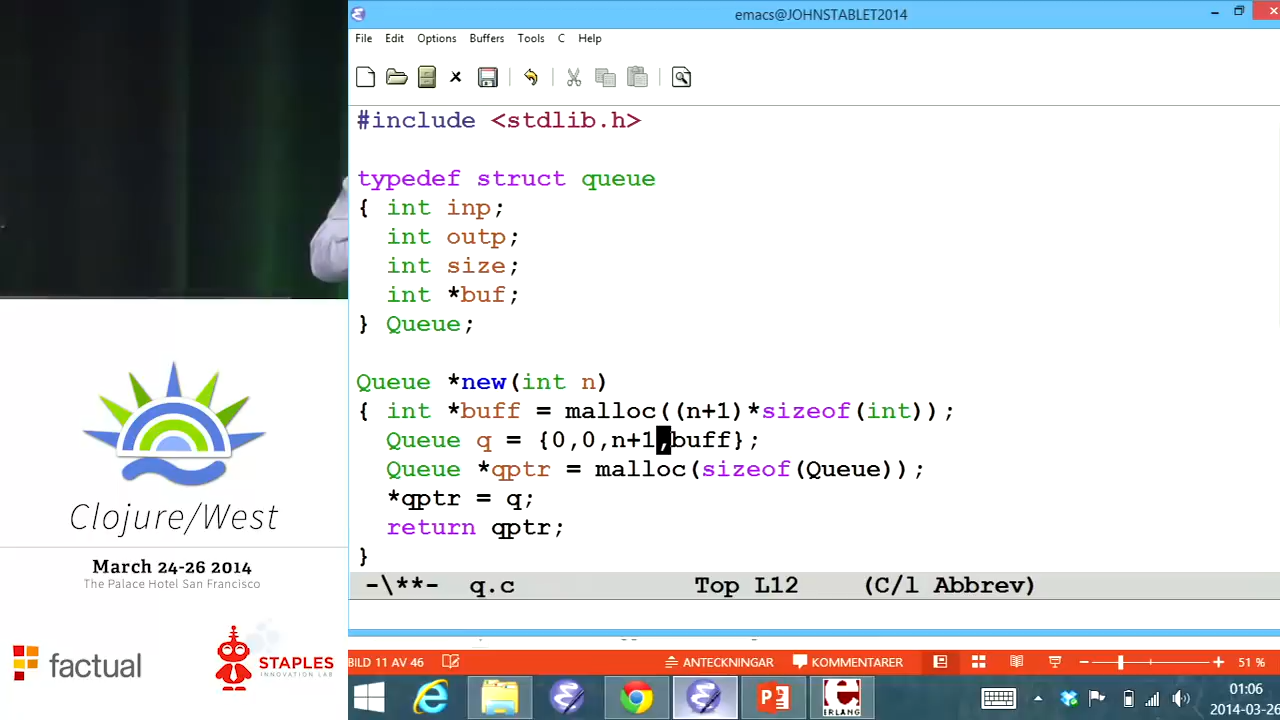 emacs@JOHNSTABLET2014
File Edit Options Buffers Tools C Help
#include <stdlib.h>
typedef struct queue
{ int inp;
int outp;
int size;
int *buf;
} Queue;
Queue *new(int n)
{ int *buff = malloc((n+1)*sizeof(int));
Queue q = {0,0,n+1,buff};
Queue *qptr = malloc(sizeof(Queue));
*qptr = q;
return qptr;
}
-\**- q.c Top L12 (C/l Abbrev)
Clojure/West
March 24-26 2014
The Palace Hotel San Francisco
factual
STAPLES
INNOVATION LAB
BILD 11 AV 46 ANTECKNINGAR KOMMENTARER 51 %
ERLANG
01:06
2014-03-26